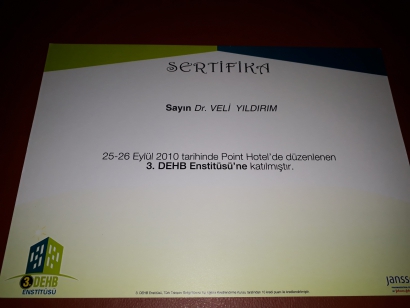 SERTİFİKA
Sayın Dr. VELİ YILDIRIM
25-26 Eylül 2010 tarihinde Point Hotel'de düzenlenen
3. DEHB Enstitüsü'ne katılmıştır.
3. DEHB
ENSTİTÜSÜ
janss